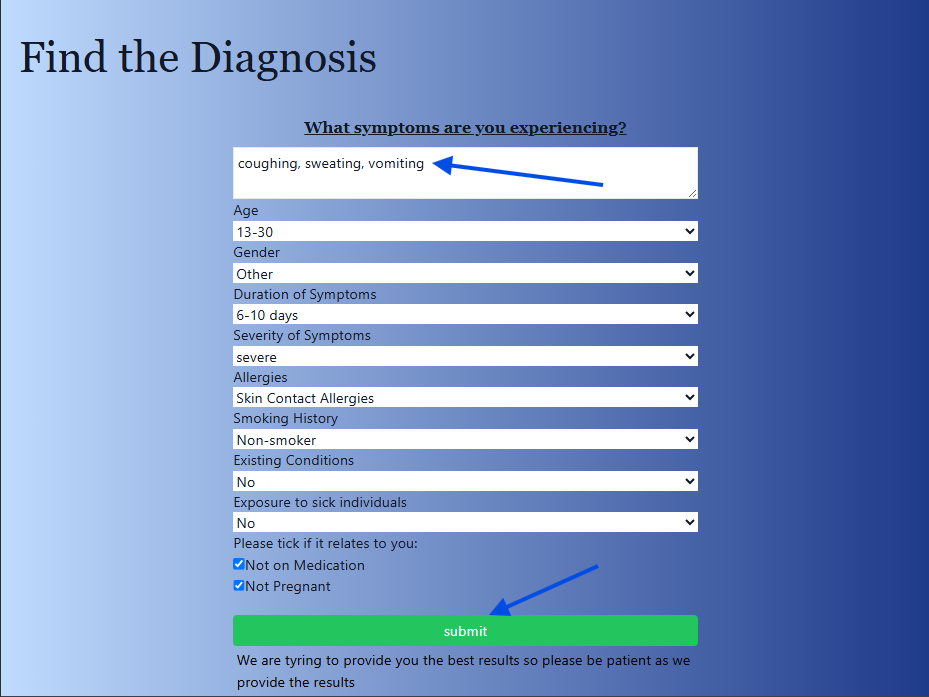 Find the Diagnosis
What symptoms are you experiencing?
coughing, sweating, vomiting
Age
13-30
Gender
Other
Duration of Symptoms
6-10 days
Severity of Symptoms
severe
Allergies
Skin Contact Allergies
Smoking History
Non-smoker
Existing Conditions
No
Exposure to sick individuals
No
Please tick if it relates to you:
Not on Medication
Not Pregnant
submit
We are tyring to provide you the best results so please be patient as we
provide the results